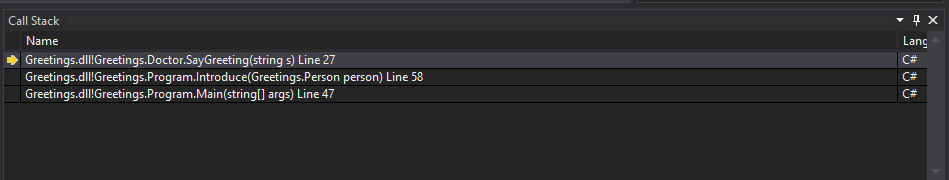 Call Stack
Name Lang
Greetings.dll!Greetings.Doctor.SayGreeting(string s) Line 27 C#
Greetings.dll!Greetings.Program.Introduce(Greetings.Person person) Line 58 C#
Greetings.dll!Greetings.Program.Main(string[] args) Line 47 C#